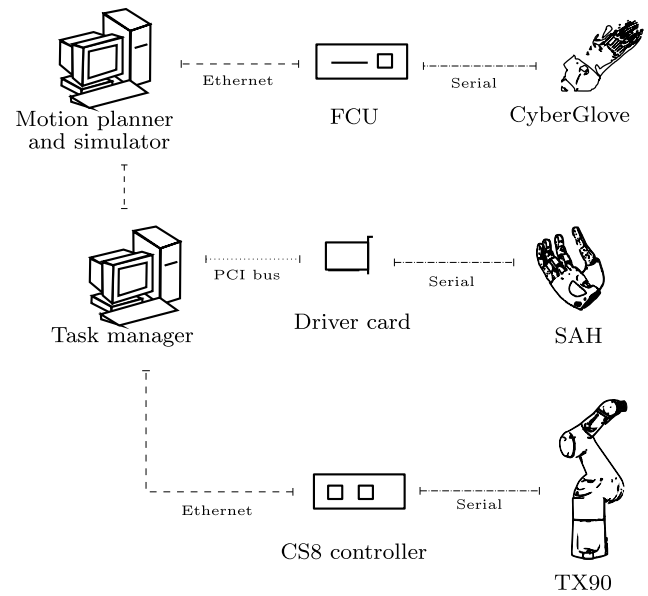 Ethernet
Serial
Motion planner
and simulator
FCU
CyberGlove
PCI bus
Serial
Task manager
Driver card
SAH
Ethernet
Serial
CS8 controller
TX90